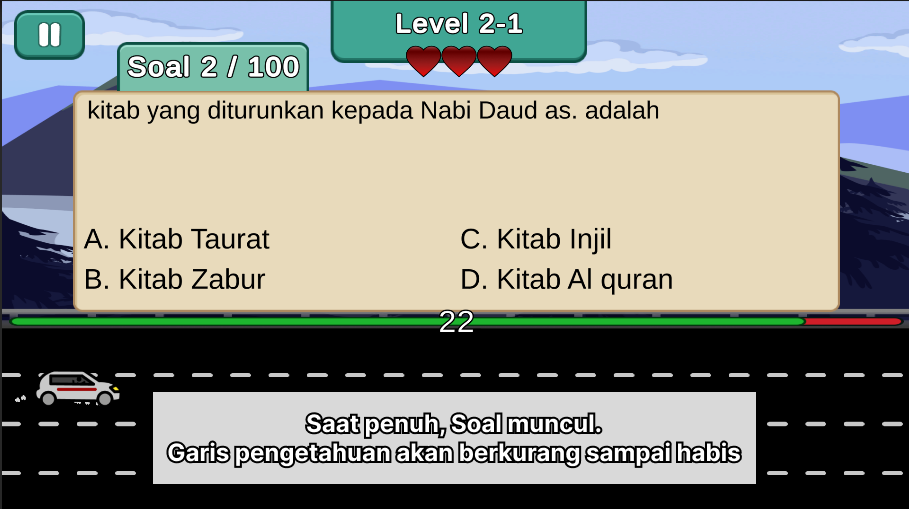 Level 2-1
Soal 2 / 100
kitab yang diturunkan kepada Nabi Daud as. adalah
A. Kitab Taurat
B. Kitab Zabur
C. Kitab Injil
D. Kitab Al quran
22
Saat penuh, Soal muncul.
Garis pengetahuan akan berkurang sampai habis